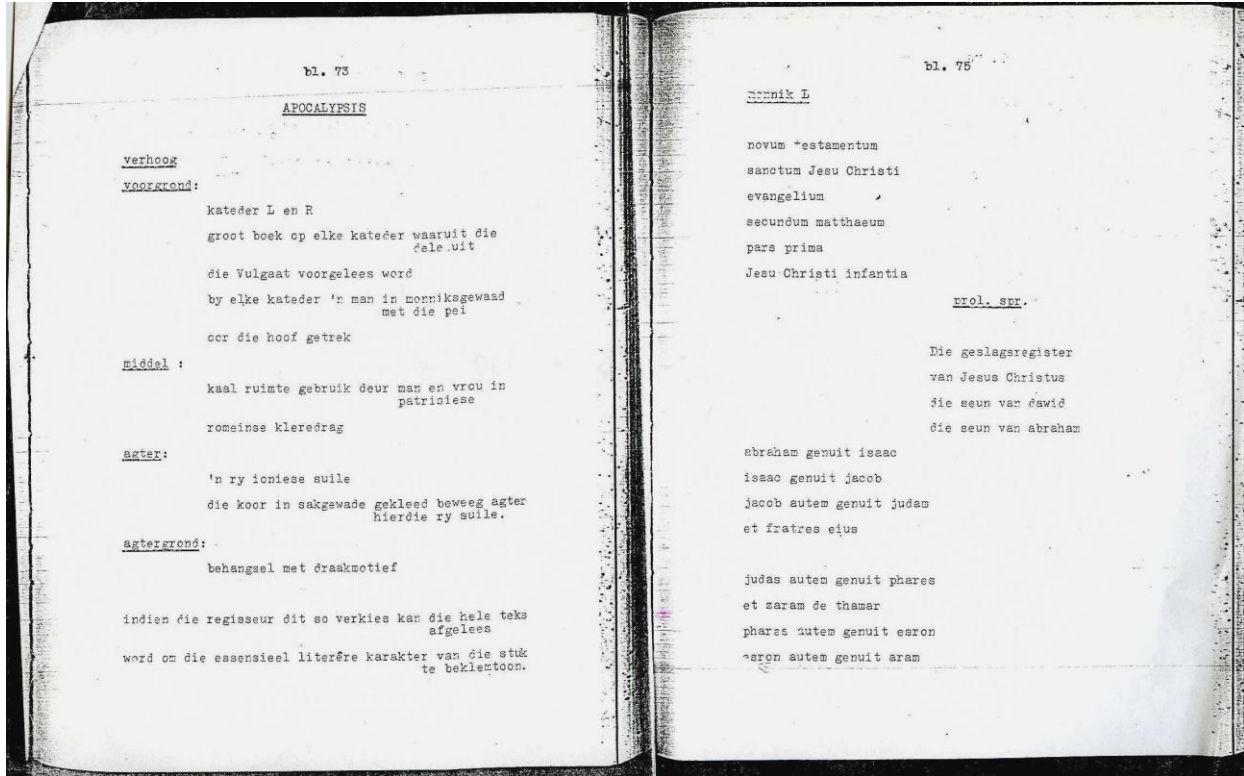 bl. 73
APOCALYPSIS
verhoog
voorgrond:
kateder L en R
groot boek op elke kateder waaruit die
dele uit
die Vulgaat voorgelees word
by elke kateder 'n man in monniksgewaad
met die pei
oor die hoof getrek
middel :
kaal ruimte gebruik deur man en vrou in
patrisiese
romeinse kleredrag
agter:
'n ry ioniese suile
die koor in sakgewade gekleed beweeg agter
hierdie ry suile.
agtergrond:
behangsel met draakmotief
indien die regisseur dit so verkies kan die hele teks
afgelees
word om die essensieel literêre karakter van die stuk
te beklemtoon.
bl. 75
monnik L
novum testamentum
sanctum Jesu Christi
evangelium
secundum matthaeum
pars prima
Jesu Christi infantia
prol. spr.
Die geslagsregister
van Jesus Christus
die seun van dawid
die seun van abraham
abraham genuit isaac
isaac genuit jacob
jacob autem genuit judam
et fratres eius
judas autem genuit phares
et zaram de thamar
phares autem genuit esron
esron autem genuit aram